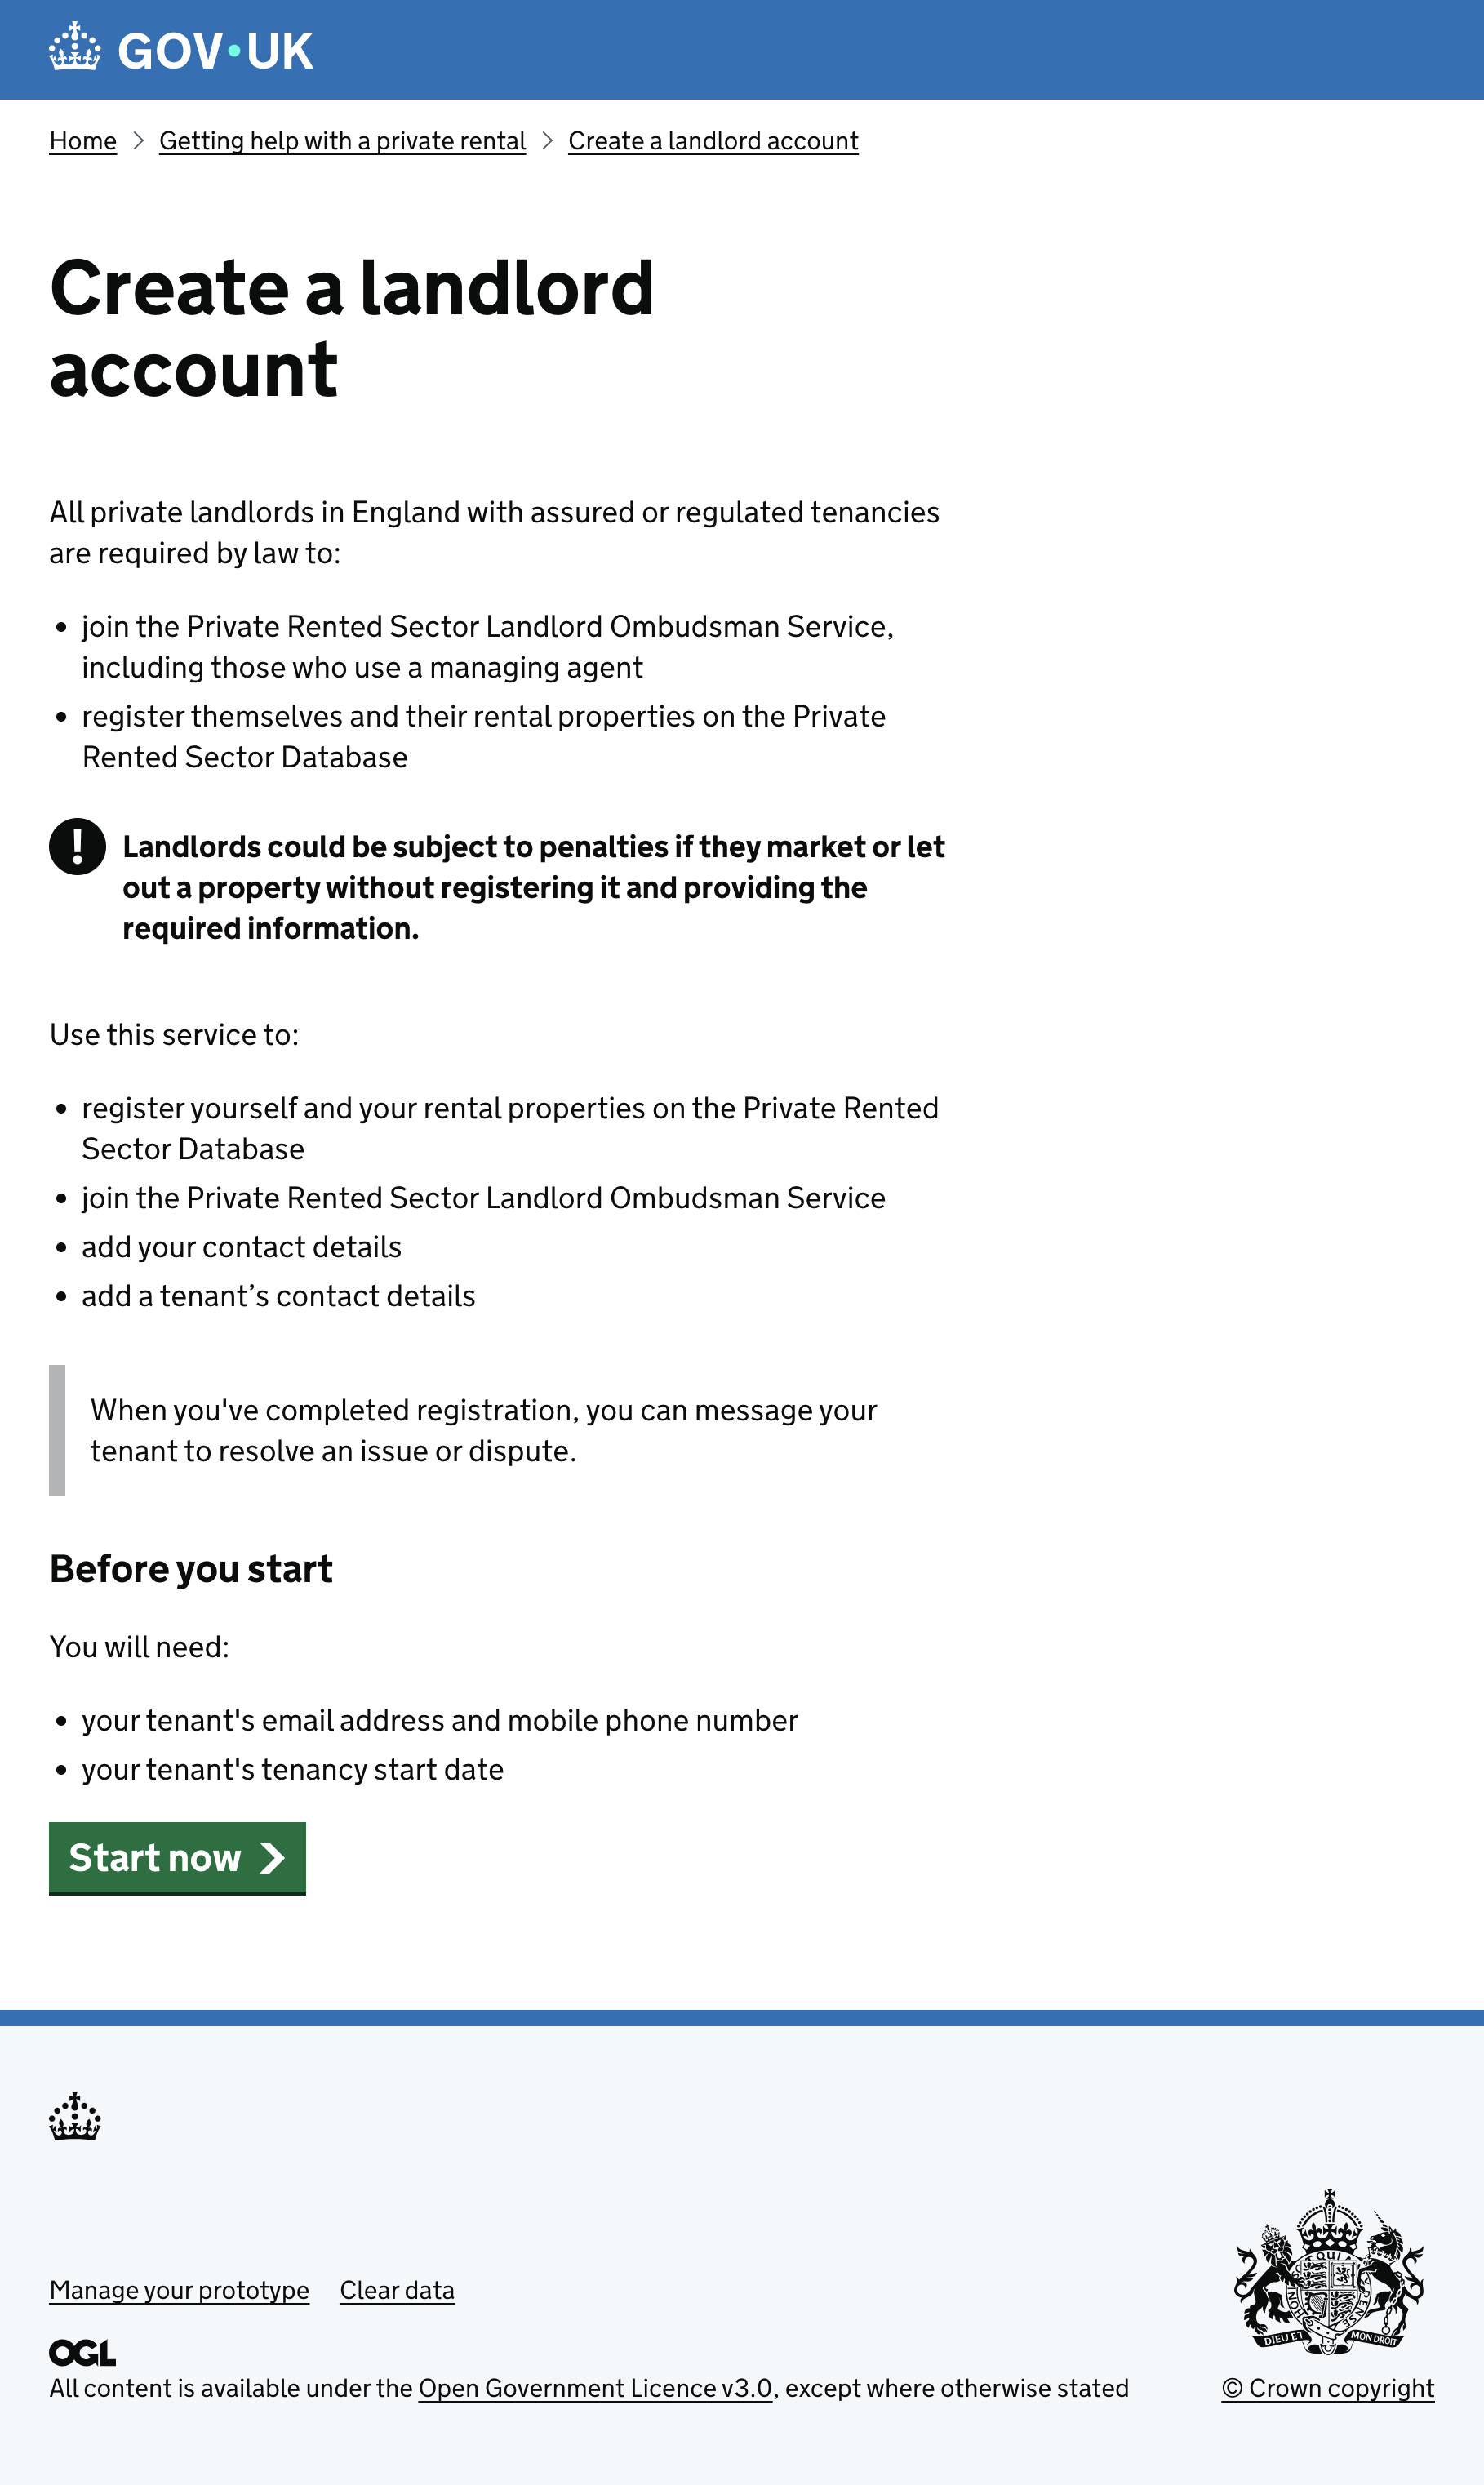 GOV·UK
Home > Getting help with a private rental > Create a landlord account
Create a landlord
account
All private landlords in England with assured or regulated tenancies
are required by law to:
• join the Private Rented Sector Landlord Ombudsman Service,
including those who use a managing agent
• register themselves and their rental properties on the Private
Rented Sector Database
! Landlords could be subject to penalties if they market or let
out a property without registering it and providing the
required information.
Use this service to:
• register yourself and your rental properties on the Private Rented
Sector Database
• join the Private Rented Sector Landlord Ombudsman Service
• add your contact details
• add a tenant’s contact details
When you've completed registration, you can message your
tenant to resolve an issue or dispute.
Before you start
You will need:
• your tenant's email address and mobile phone number
• your tenant's tenancy start date
Start now
Manage your prototype Clear data
OGL
All content is available under the Open Government Licence v3.0, except where otherwise stated
DIEU ET MON DROIT
© Crown copyright